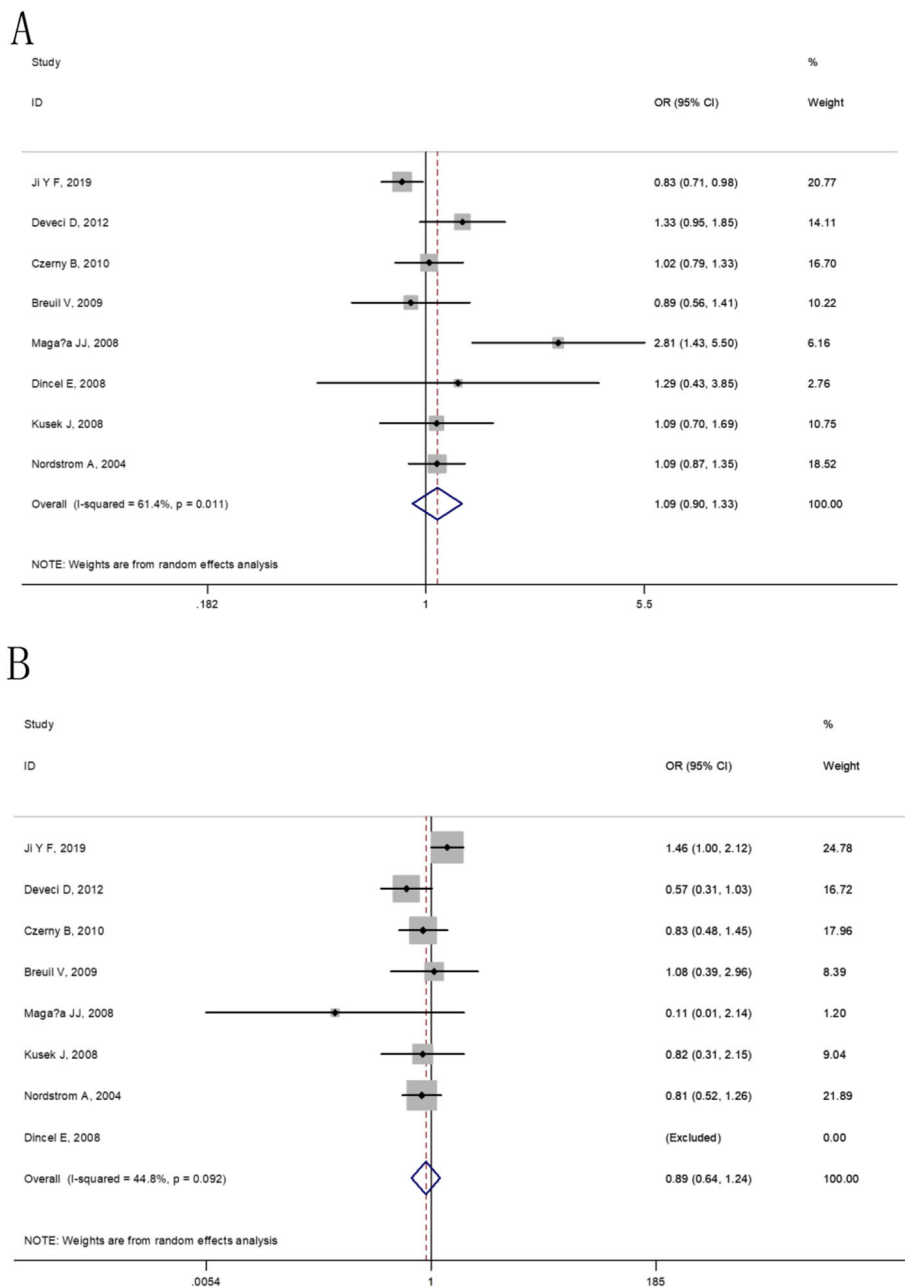 A
Study %
ID OR (95% CI) Weight
Ji Y F, 2019 0.83 (0.71, 0.98) 20.77
Deveci D, 2012 1.33 (0.95, 1.85) 14.11
Czerny B, 2010 1.02 (0.79, 1.33) 16.70
Breuil V, 2009 0.89 (0.56, 1.41) 10.22
Maga?a JJ, 2008 2.81 (1.43, 5.50) 6.16
Dincel E, 2008 1.29 (0.43, 3.85) 2.76
Kusek J, 2008 1.09 (0.70, 1.69) 10.75
Nordstrom A, 2004 1.09 (0.87, 1.35) 18.52
Overall (I-squared = 61.4%, p = 0.011) 1.09 (0.90, 1.33) 100.00
NOTE: Weights are from random effects analysis
.182 1 5.5
B
Study %
ID OR (95% CI) Weight
Ji Y F, 2019 1.46 (1.00, 2.12) 24.78
Deveci D, 2012 0.57 (0.31, 1.03) 16.72
Czerny B, 2010 0.83 (0.48, 1.45) 17.96
Breuil V, 2009 1.08 (0.39, 2.96) 8.39
Maga?a JJ, 2008 0.11 (0.01, 2.14) 1.20
Kusek J, 2008 0.82 (0.31, 2.15) 9.04
Nordstrom A, 2004 0.81 (0.52, 1.26) 21.89
Dincel E, 2008 (Excluded) 0.00
Overall (I-squared = 44.8%, p = 0.092) 0.89 (0.64, 1.24) 100.00
NOTE: Weights are from random effects analysis
.0054 1 185